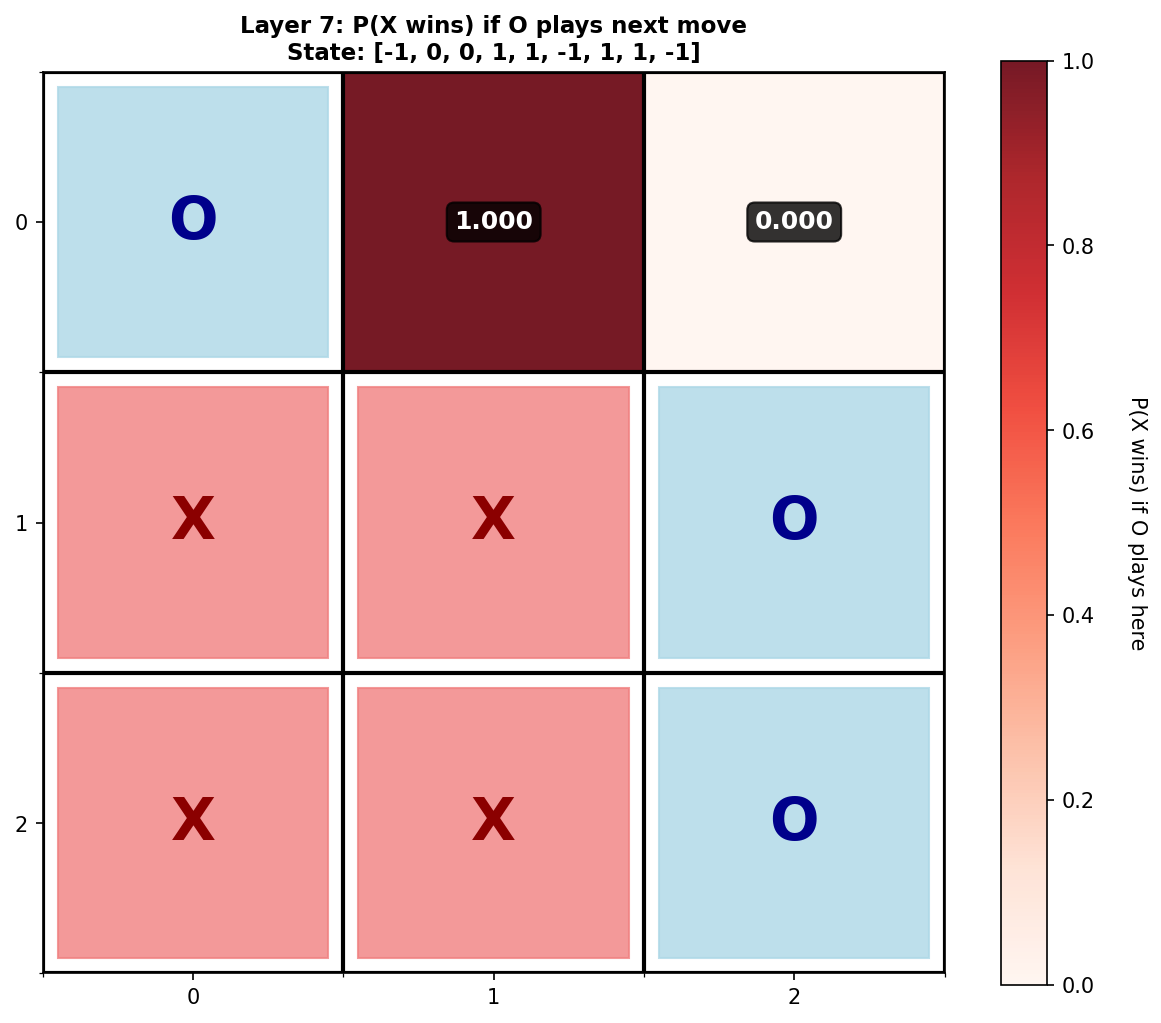 Layer 7: P(X wins) if O plays next move
State: [-1, 0, 0, 1, 1, -1, 1, 1, -1]
0
O
1.000
0.000
1
X
X
O
2
X
X
O
0
1
2
1.0
0.8
0.6
0.4
0.2
0.0
P(X wins) if O plays here